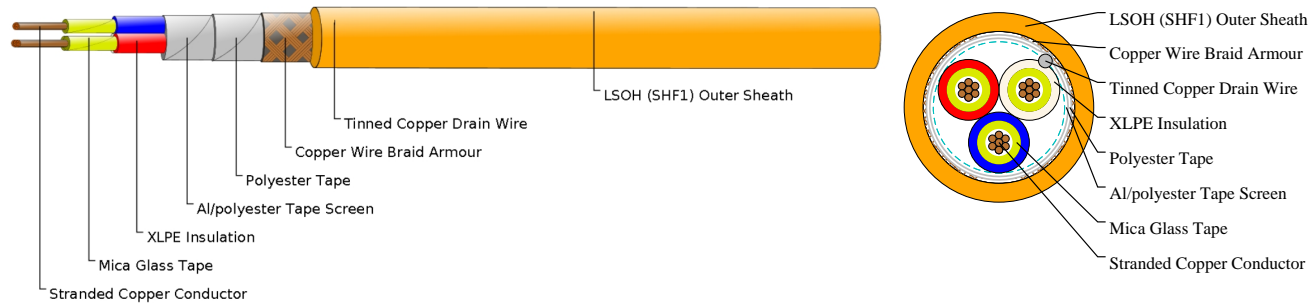 LSOH (SHF1) Outer Sheath
Tinned Copper Drain Wire
Copper Wire Braid Armour
Polyester Tape
Al/polyester Tape Screen
XLPE Insulation
Mica Glass Tape
Stranded Copper Conductor
LSOH (SHF1) Outer Sheath
Copper Wire Braid Armour
Tinned Copper Drain Wire
XLPE Insulation
Polyester Tape
Al/polyester Tape Screen
Mica Glass Tape
Stranded Copper Conductor